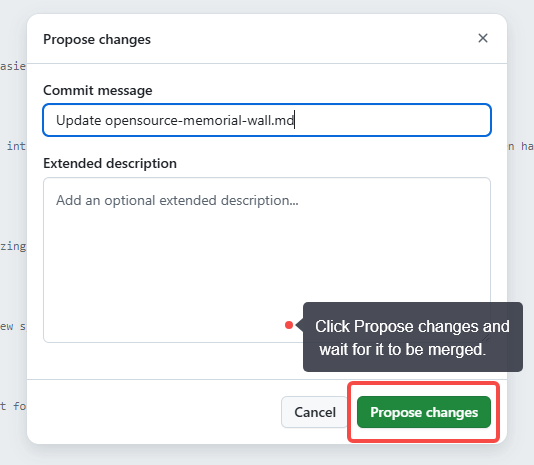 Propose changes
asie
Commit message
Update opensource-memorial-wall.md
int
n ha
Extended description
Add an optional extended description...
zing
ew s
Click Propose changes and
wait for it to be merged.
t fo
Cancel
Propose changes